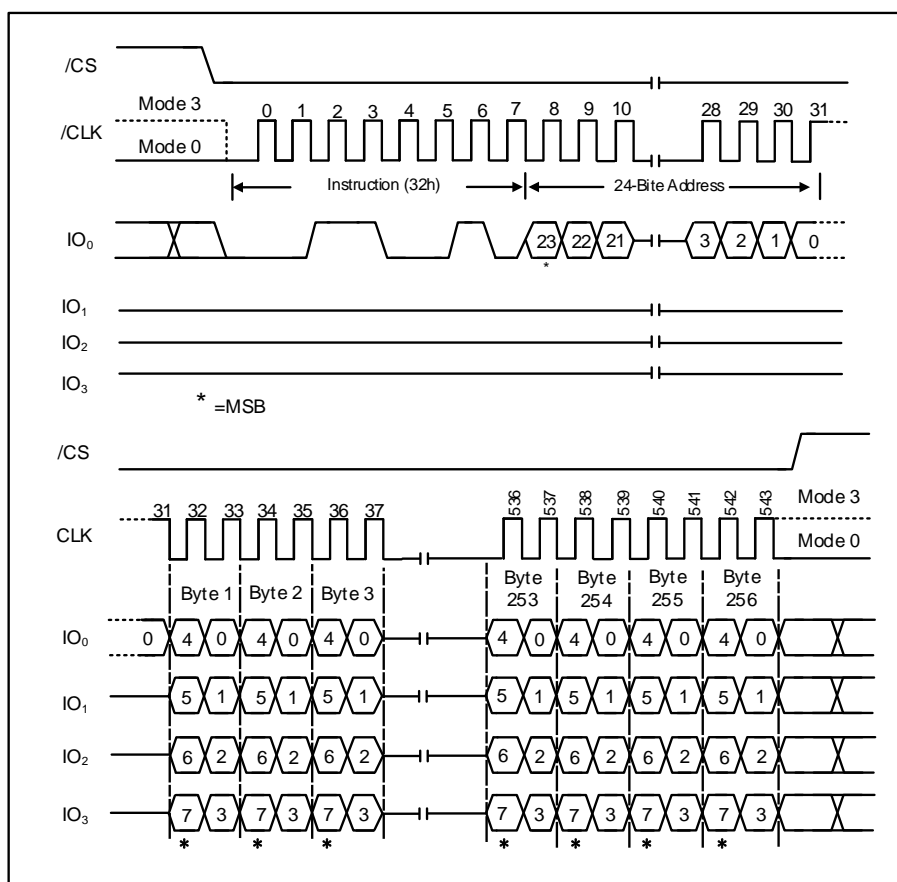 /CS
Mode 3
0 1 2 3 4 5 6 7 8 9 10 28 29 30 31
/CLK
Mode 0
Instruction (32h) 24-Bite Address
IO0 23 22 21 3 2 1 0
*
IO1
IO2
IO3
* =MSB
/CS
31 32 33 34 35 36 37 536 537 538 539 540 541 542 543 Mode 3
CLK
Mode 0
Byte 1 Byte 2 Byte 3 Byte 253 Byte 254 Byte 255 Byte 256
IO0 0 4 0 4 0 4 0 4 0 4 0 4 0 4 0
IO1 5 1 5 1 5 1 5 1 5 1 5 1 5 1
IO2 6 2 6 2 6 2 6 2 6 2 6 2 6 2
IO3 7 3 7 3 7 3 7 3 7 3 7 3 7 3
* * * * * * *